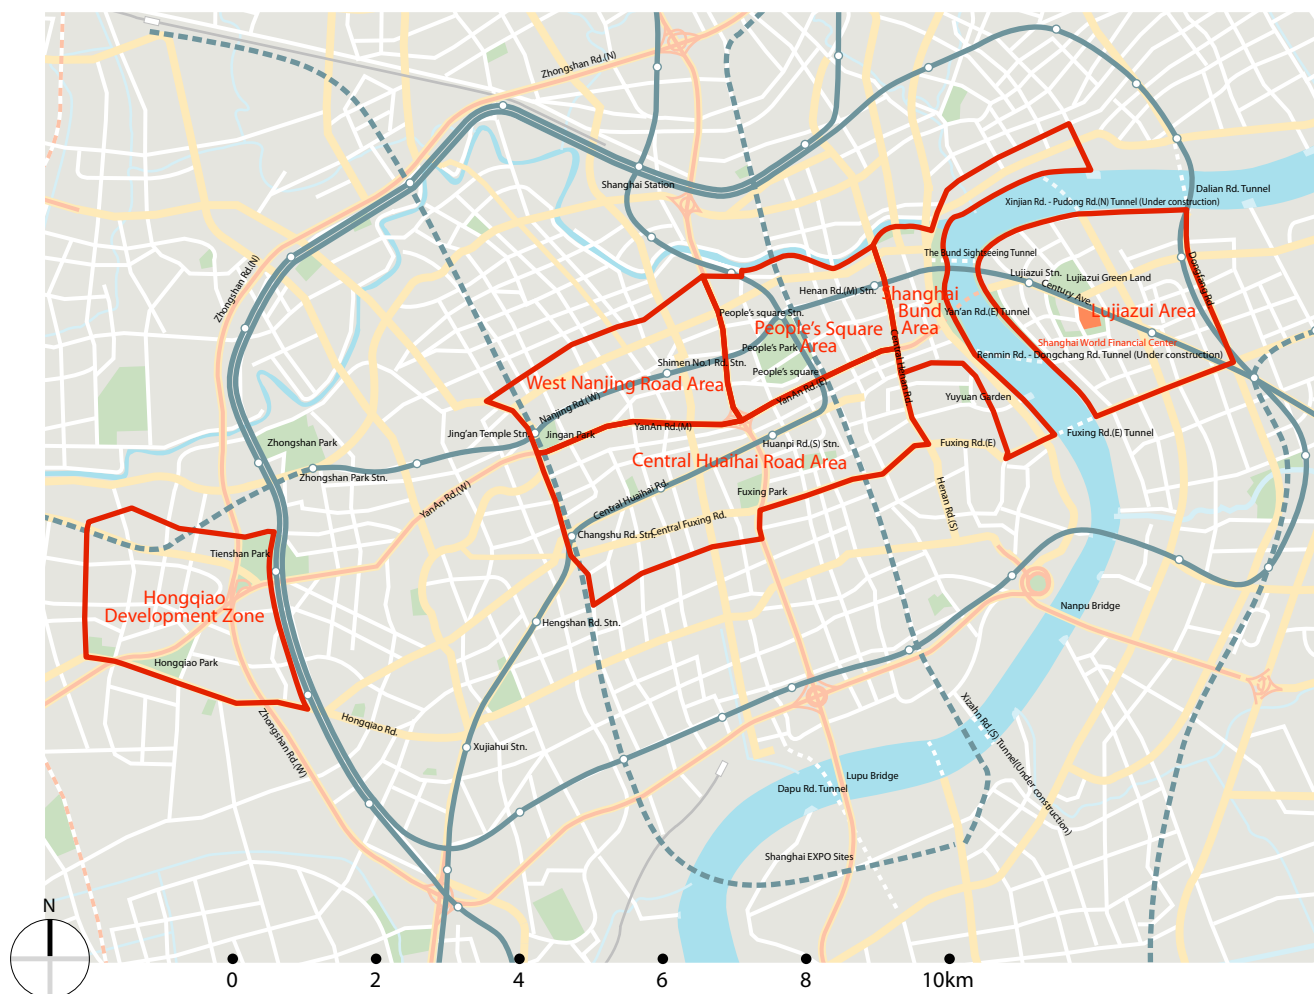 Zhongshan Rd.(N)
Shanghai Station
Dalian Rd. Tunnel
Xinjian Rd. - Pudong Rd.(N) Tunnel (Under construction)
Zhongshan Rd.(N)
The Bund Sightseeing Tunnel
Lujiazui Stn.
Lujiazui Green Land
Dongfang Rd.
Henan Rd.(M) Stn.
Century Ave.
Shanghai
Bund
Area
Yan'an Rd.(E) Tunnel
Lujiazui Area
People's square Stn.
People's Square
Area
People's Park
Shanghai World Financial Center
Renmin Rd. - Dongchang Rd. Tunnel (Under construction)
Shimen No.1 Rd. Stn.
People's square
Central Henan Rd.
West Nanjing Road Area
YanAn Rd.(E)
Yuyuan Garden
Nanjing Rd.(W)
Jing'an Temple Stn.
Jingan Park
YanAn Rd.(M)
Huanpi Rd.(S) Stn.
Fuxing Rd.(E)
Fuxing Rd.(E) Tunnel
Zhongshan Park
Central Huaihai Road Area
Zhongshan Park Stn.
YanAn Rd.(W)
Central Huaihai Rd.
Fuxing Park
Henan Rd.(S)
Central Fuxing Rd.
Changshu Rd. Stn.
Tienshan Park
Hongqiao
Development Zone
Nanpu Bridge
Hengshan Rd. Stn.
Hongqiao Park
Zhongshan Rd.(W)
Hongqiao Rd.
Xujiahui Stn.
Xizahn Rd.(S) Tunnel(Under construction)
Lupu Bridge
Dapu Rd. Tunnel
Shanghai EXPO Sites
N
0 2 4 6 8 10km